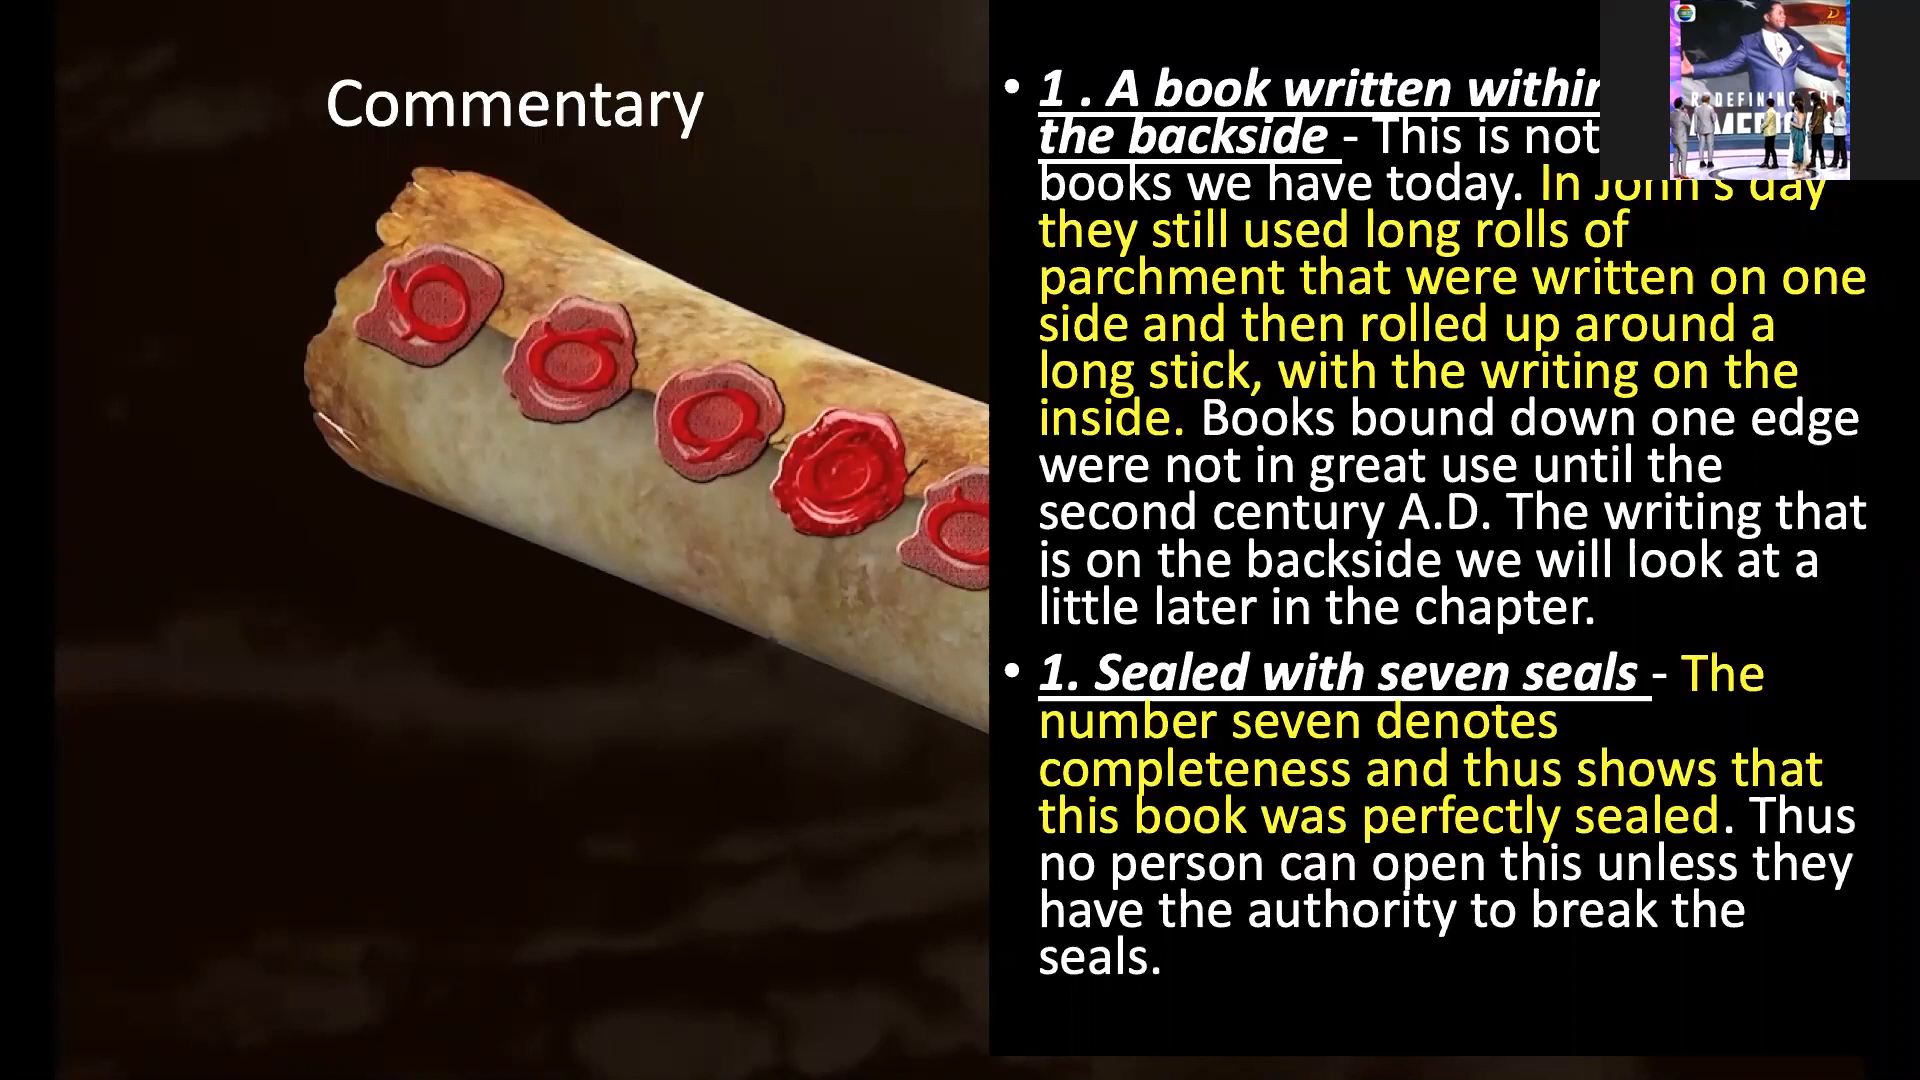 Commentary
• 1 . A book written within
the backside - This is not
books we have today. In John's day
they still used long rolls of
parchment that were written on one
side and then rolled up around a
long stick, with the writing on the
inside. Books bound down one edge
were not in great use until the
second century A.D. The writing that
is on the backside we will look at a
little later in the chapter.
• 1. Sealed with seven seals - The
number seven denotes
completeness and thus shows that
this book was perfectly sealed. Thus
no person can open this unless they
have the authority to break the
seals.